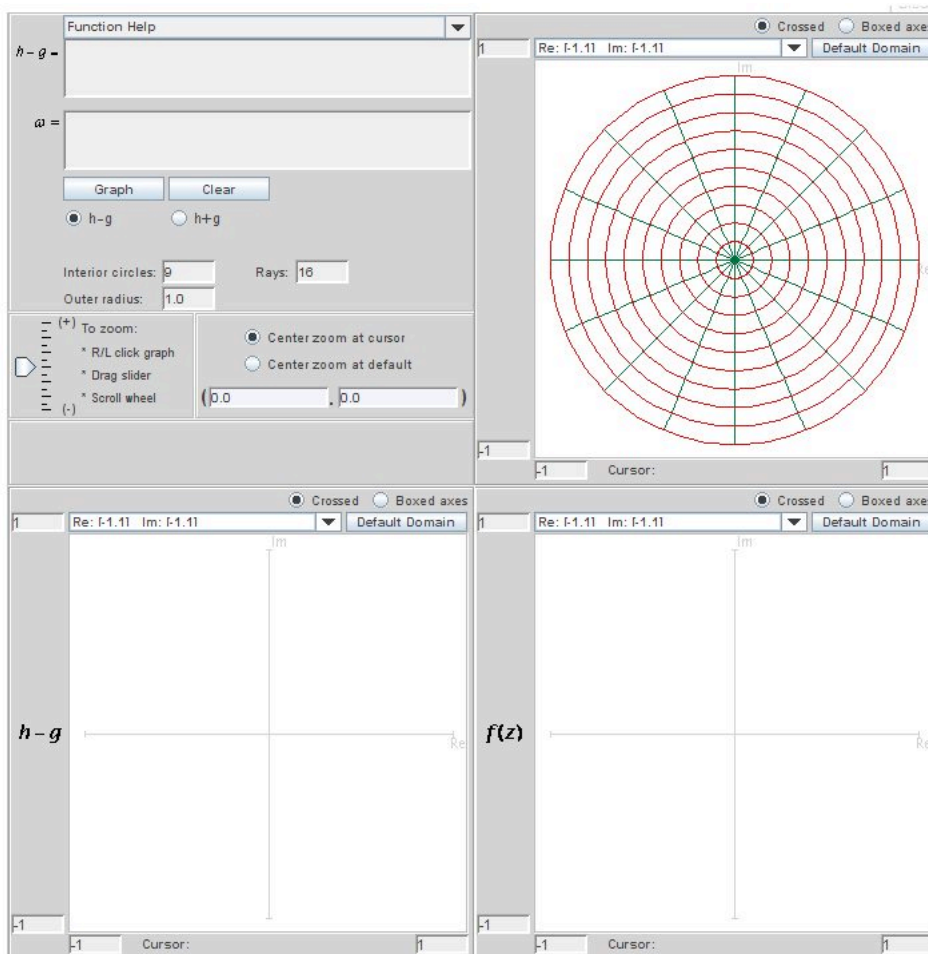 Function Help
h – g =
ω =
Graph Clear
h-g h+g
Interior circles: 9 Rays: 16
Outer radius: 1.0
(+) To zoom:
* R/L click graph
* Drag slider
* Scroll wheel
(-)
Center zoom at cursor
Center zoom at default
(0.0 . 0.0 )
Crossed Boxed axes
1 Re: [-1.1] Im: [-1.1] Default Domain
Im
Re
-1
-1 Cursor: 1
Crossed Boxed axes
1 Re: [-1.1] Im: [-1.1] Default Domain
Im
h – g
Re
-1
-1 Cursor: 1
Crossed Boxed axes
1 Re: [-1.1] Im: [-1.1] Default Domain
Im
f(z)
Re
-1
-1 Cursor: 1